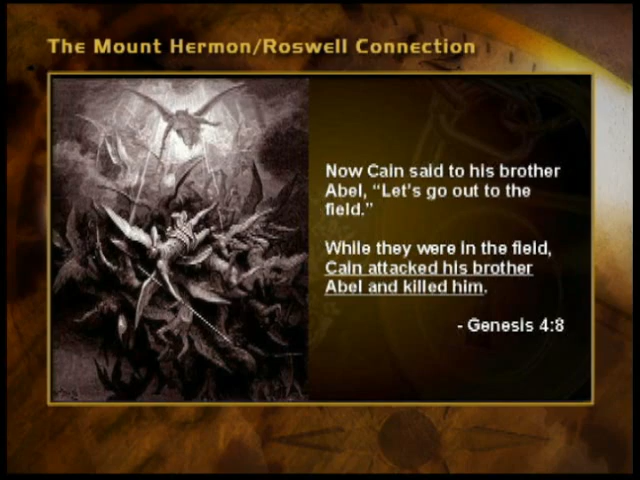 The Mount Hermon/Roswell Connection
Now Cain said to his brother
Abel, “Let's go out to the
field.”
While they were in the field,
Cain attacked his brother
Abel and killed him.
- Genesis 4:8